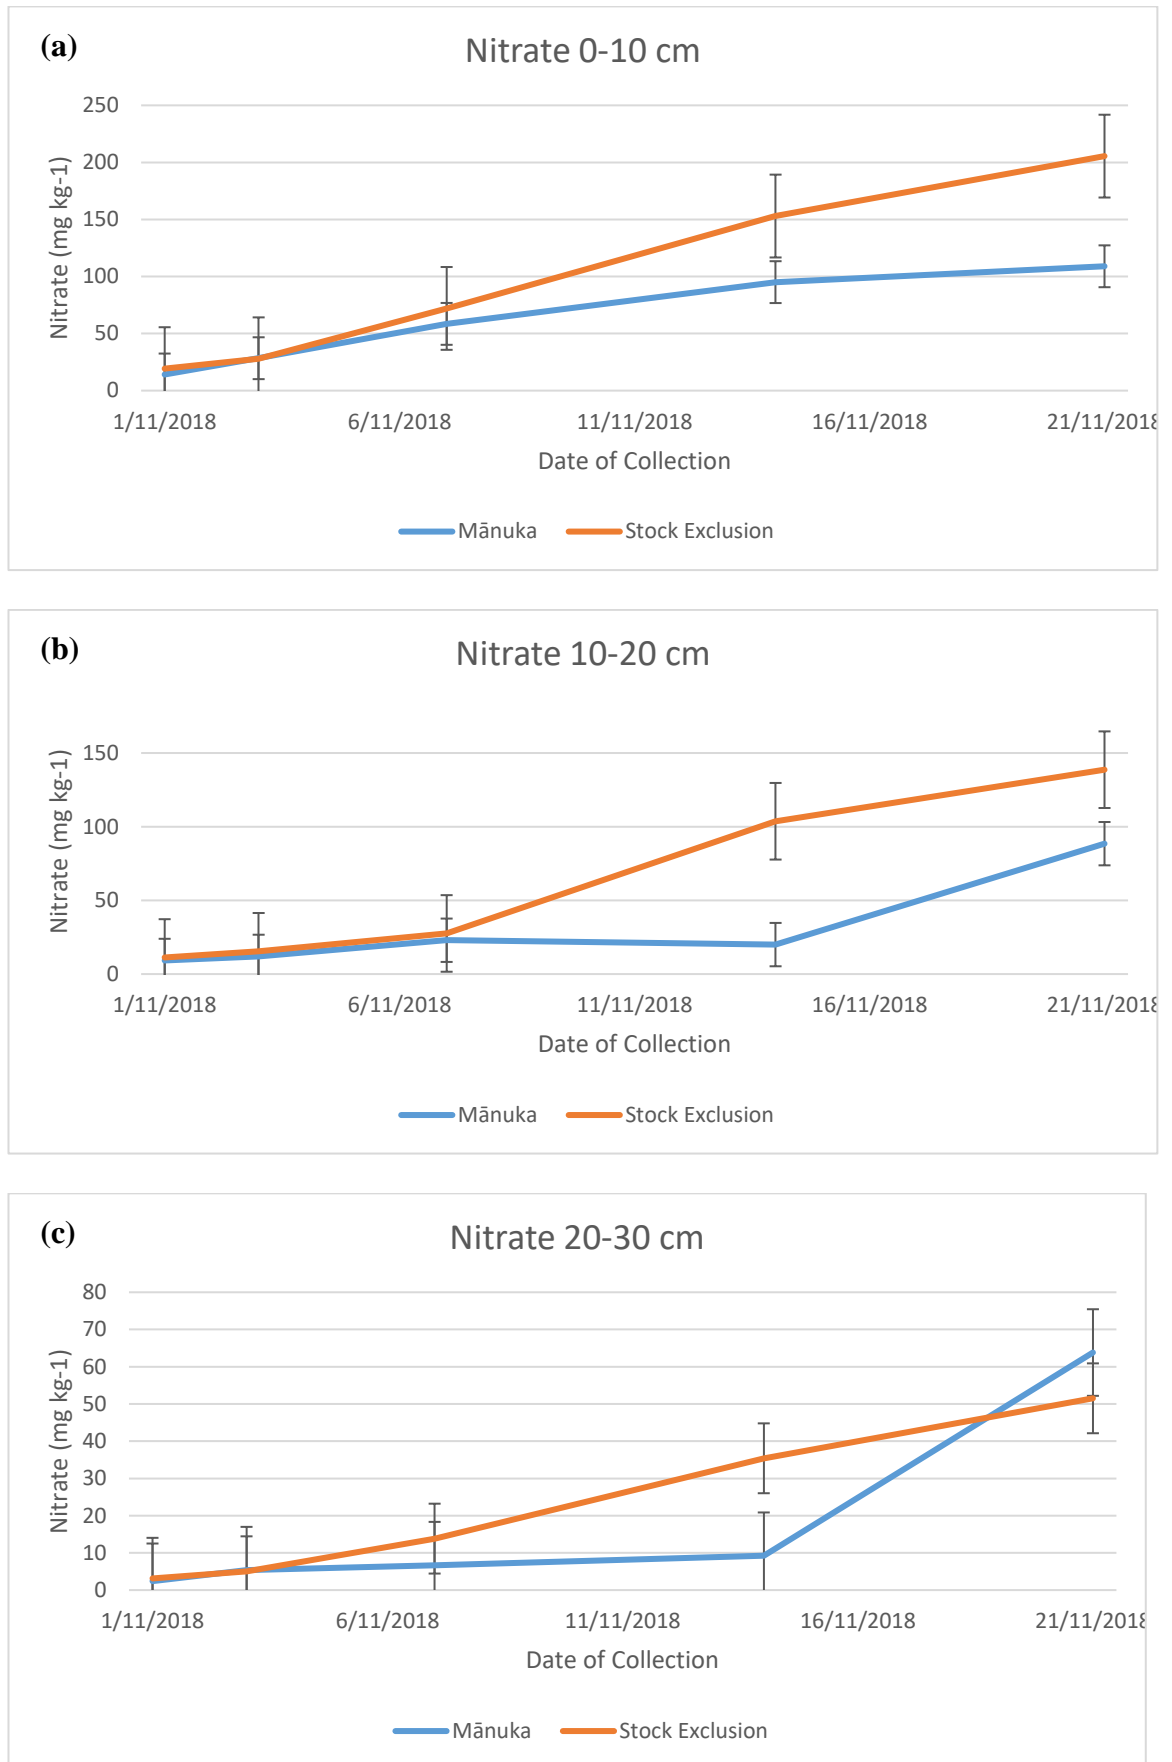 (a)
Nitrate 0-10 cm
250
200
150
100
50
0
Nitrate (mg kg-1)
1/11/2018 6/11/2018 11/11/2018 16/11/2018 21/11/2018
Date of Collection
Mānuka Stock Exclusion
(b)
Nitrate 10-20 cm
150
100
50
0
Nitrate (mg kg-1)
1/11/2018 6/11/2018 11/11/2018 16/11/2018 21/11/2018
Date of Collection
Mānuka Stock Exclusion
(c)
Nitrate 20-30 cm
80
70
60
50
40
30
20
10
0
Nitrate (mg kg-1)
1/11/2018 6/11/2018 11/11/2018 16/11/2018 21/11/2018
Date of Collection
Mānuka Stock Exclusion